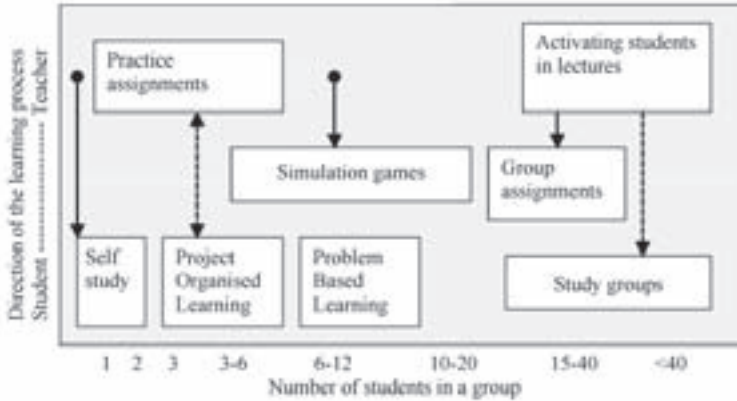 Direction of the learning process
Student ---------------------- Teacher
Practice
assignments
Activating students
in lectures
Simulation games
Group
assignments
Self
study
Project
Organised
Learning
Problem
Based
Learning
Study groups
1 2 3 3-6 6-12 10-20 15-40 <40
Number of students in a group